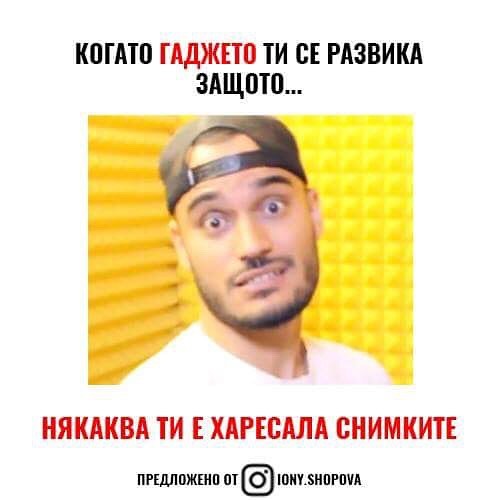 КОГАТО ГАДЖЕТО ТИ СЕ РАЗВИКА
ЗАЩОТО...
НЯКАКВА ТИ Е ХАРЕСАЛА СНИМКИТЕ
ПРЕДЛОЖЕНО ОТ IONY.SHOPOVA